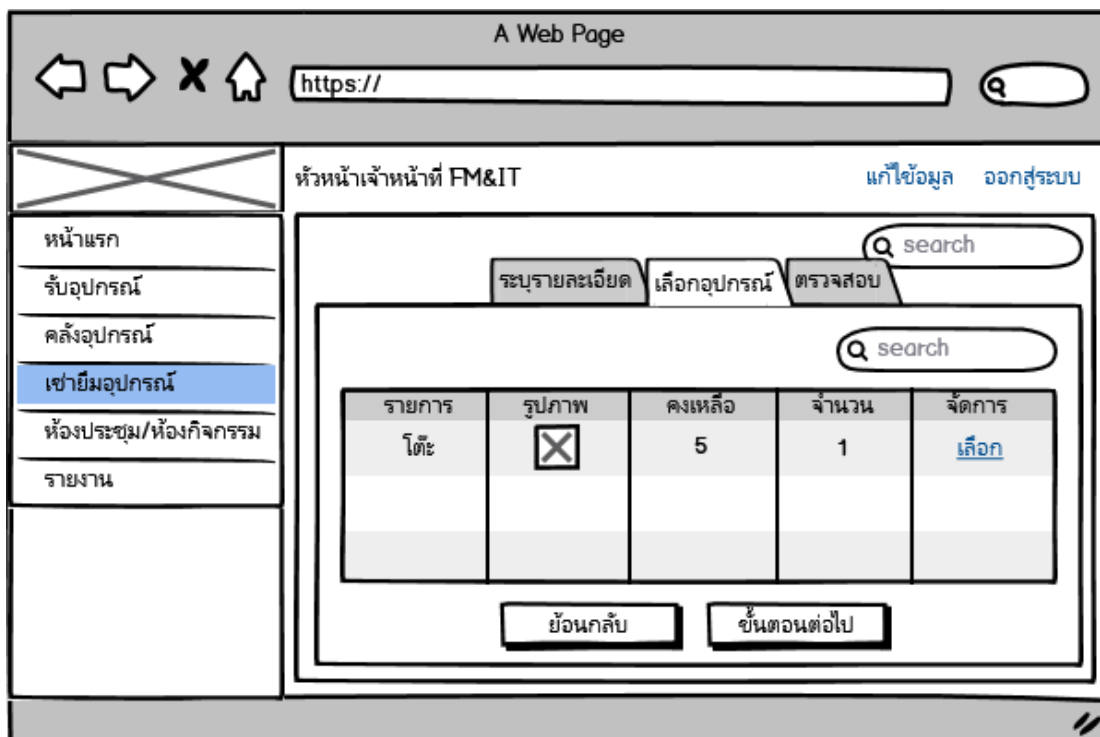 A Web Page
https://
หัวหน้าเจ้าหน้าที่ FM&IT
แก้ไข้อมูล ออกสู่ระบบ
หน้าแรก
รับอุปกรณ์
คลังอุปกรณ์
เช่ายืมอุปกรณ์
ห้องประชุม/ห้องกิจกรรม
รายงาน
search
ระบุรายละเอียด เลือกอุปกรณ์ ตรวจสอบ
search
รายการ รูปภาพ คงเหลือ จำนวน จัดการ
โต๊ะ 5 1 เลือก
ย้อนกลับ ขั้นตอนต่อไป